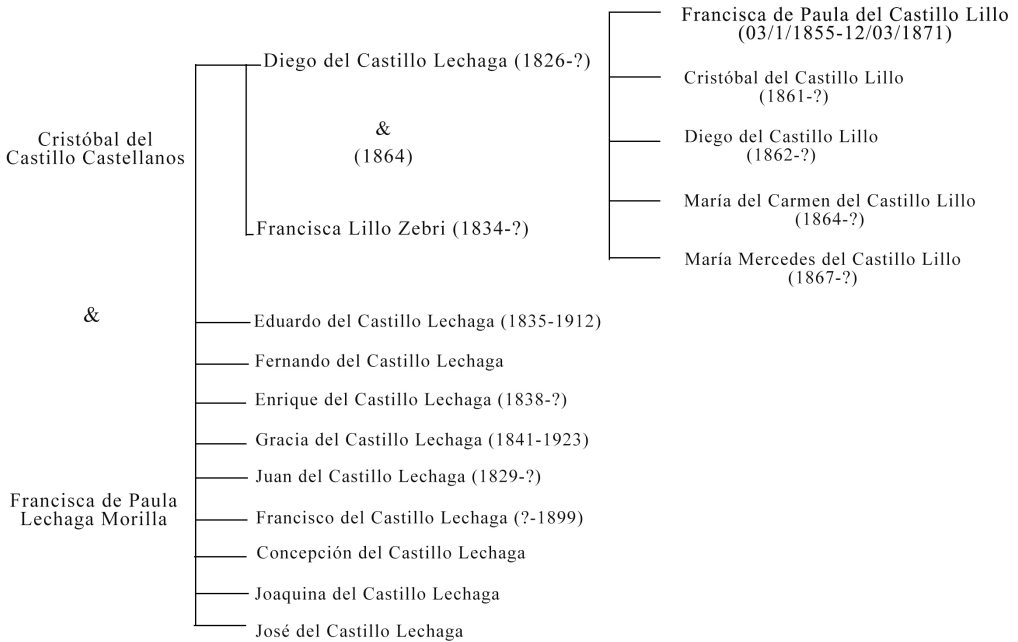 Cristóbal del
Castillo Castellanos
&
Francisca de Paula
Lechaga Morilla
Diego del Castillo Lechaga (1826-?)
&
(1864)
Francisca Lillo Zebri (1834-?)
Francisca de Paula del Castillo Lillo
(03/1/1855-12/03/1871)
Cristóbal del Castillo Lillo
(1861-?)
Diego del Castillo Lillo
(1862-?)
María del Carmen del Castillo Lillo
(1864-?)
María Mercedes del Castillo Lillo
(1867-?)
Eduardo del Castillo Lechaga (1835-1912)
Fernando del Castillo Lechaga
Enrique del Castillo Lechaga (1838-?)
Gracia del Castillo Lechaga (1841-1923)
Juan del Castillo Lechaga (1829-?)
Francisco del Castillo Lechaga (?-1899)
Concepción del Castillo Lechaga
Joaquina del Castillo Lechaga
José del Castillo Lechaga